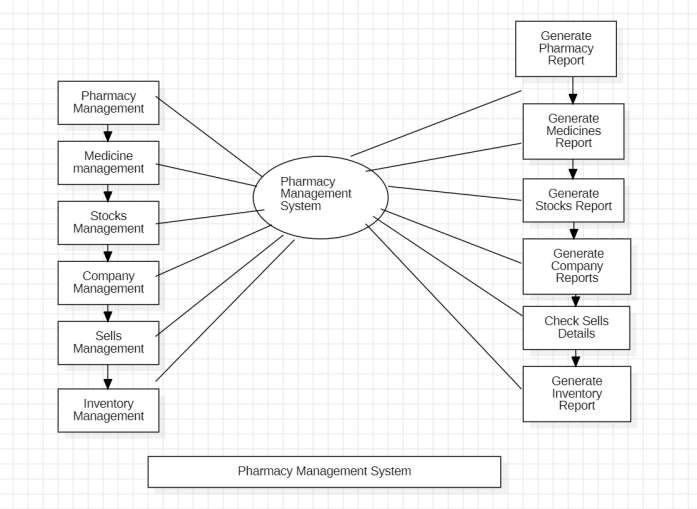 Pharmacy
Management
Medicine
management
Stocks
Management
Company
Management
Sells
Management
Inventory
Management
Pharmacy
Management
System
Generate
Pharmacy
Report
Generate
Medicines
Report
Generate
Stocks Report
Generate
Company
Reports
Check Sells
Details
Generate
Inventory
Report
Pharmacy Management System